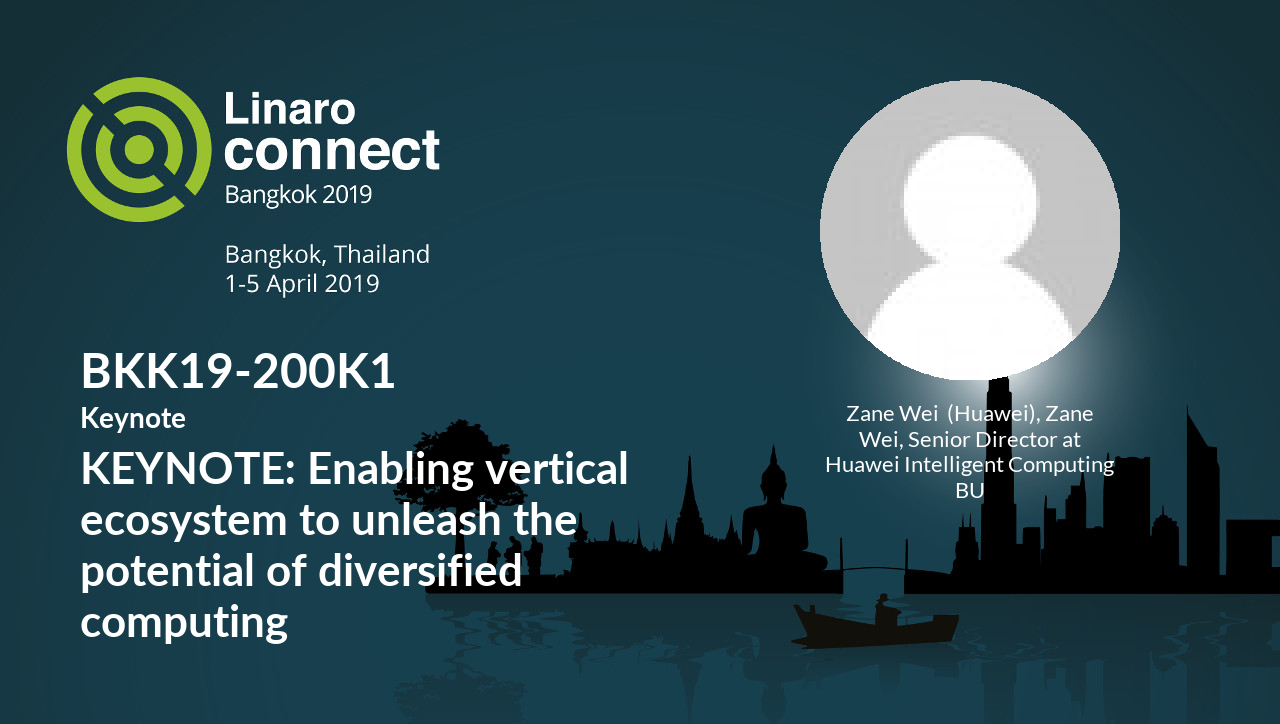 Linaro
connect
Bangkok 2019
Bangkok, Thailand
1-5 April 2019
BKK19-200K1
Keynote
KEYNOTE: Enabling vertical
ecosystem to unleash the
potential of diversified
computing
Zane Wei (Huawei), Zane
Wei, Senior Director at
Huawei Intelligent Computing
BU